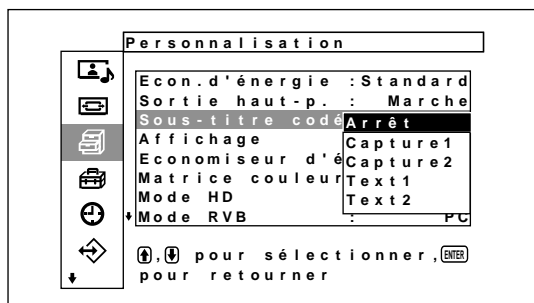 Personnalisation
Econ.d'énergie :Standard
Sortie haut-p. : Marche
Sous-titre codé
Arrêt
Affichage
Capture1
Economiseur d'é
Capture2
Matrice couleur
Text1
Mode HD
Text2
Mode RVB : PC
, pour sélectionner, ENTER
pour retourner